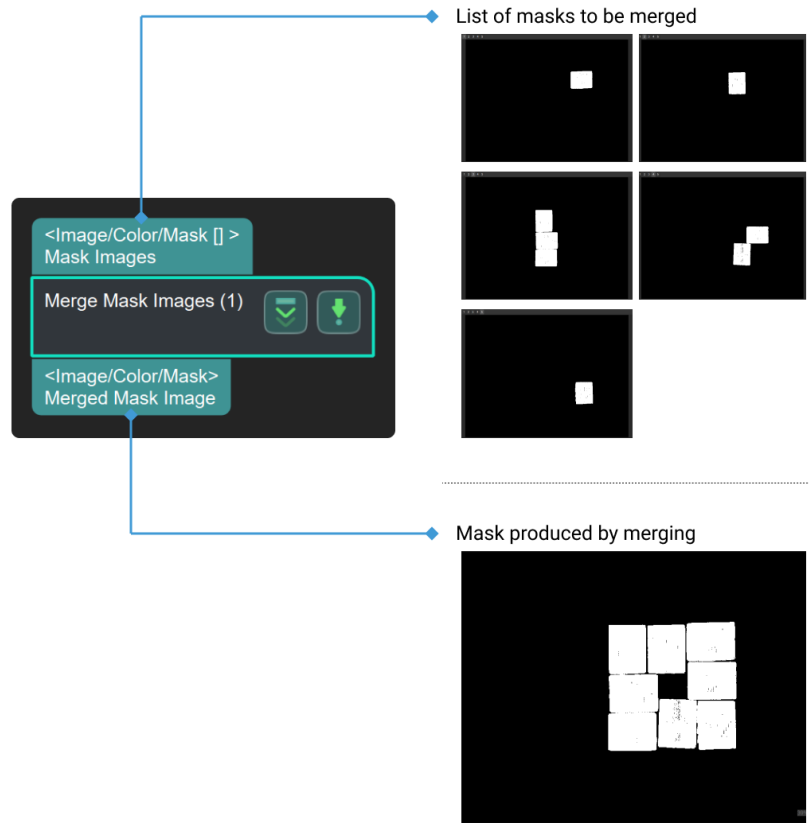 List of masks to be merged
<Image/Color/Mask [] >
Mask Images
Merge Mask Images (1)
<Image/Color/Mask>
Merged Mask Image
Mask produced by merging